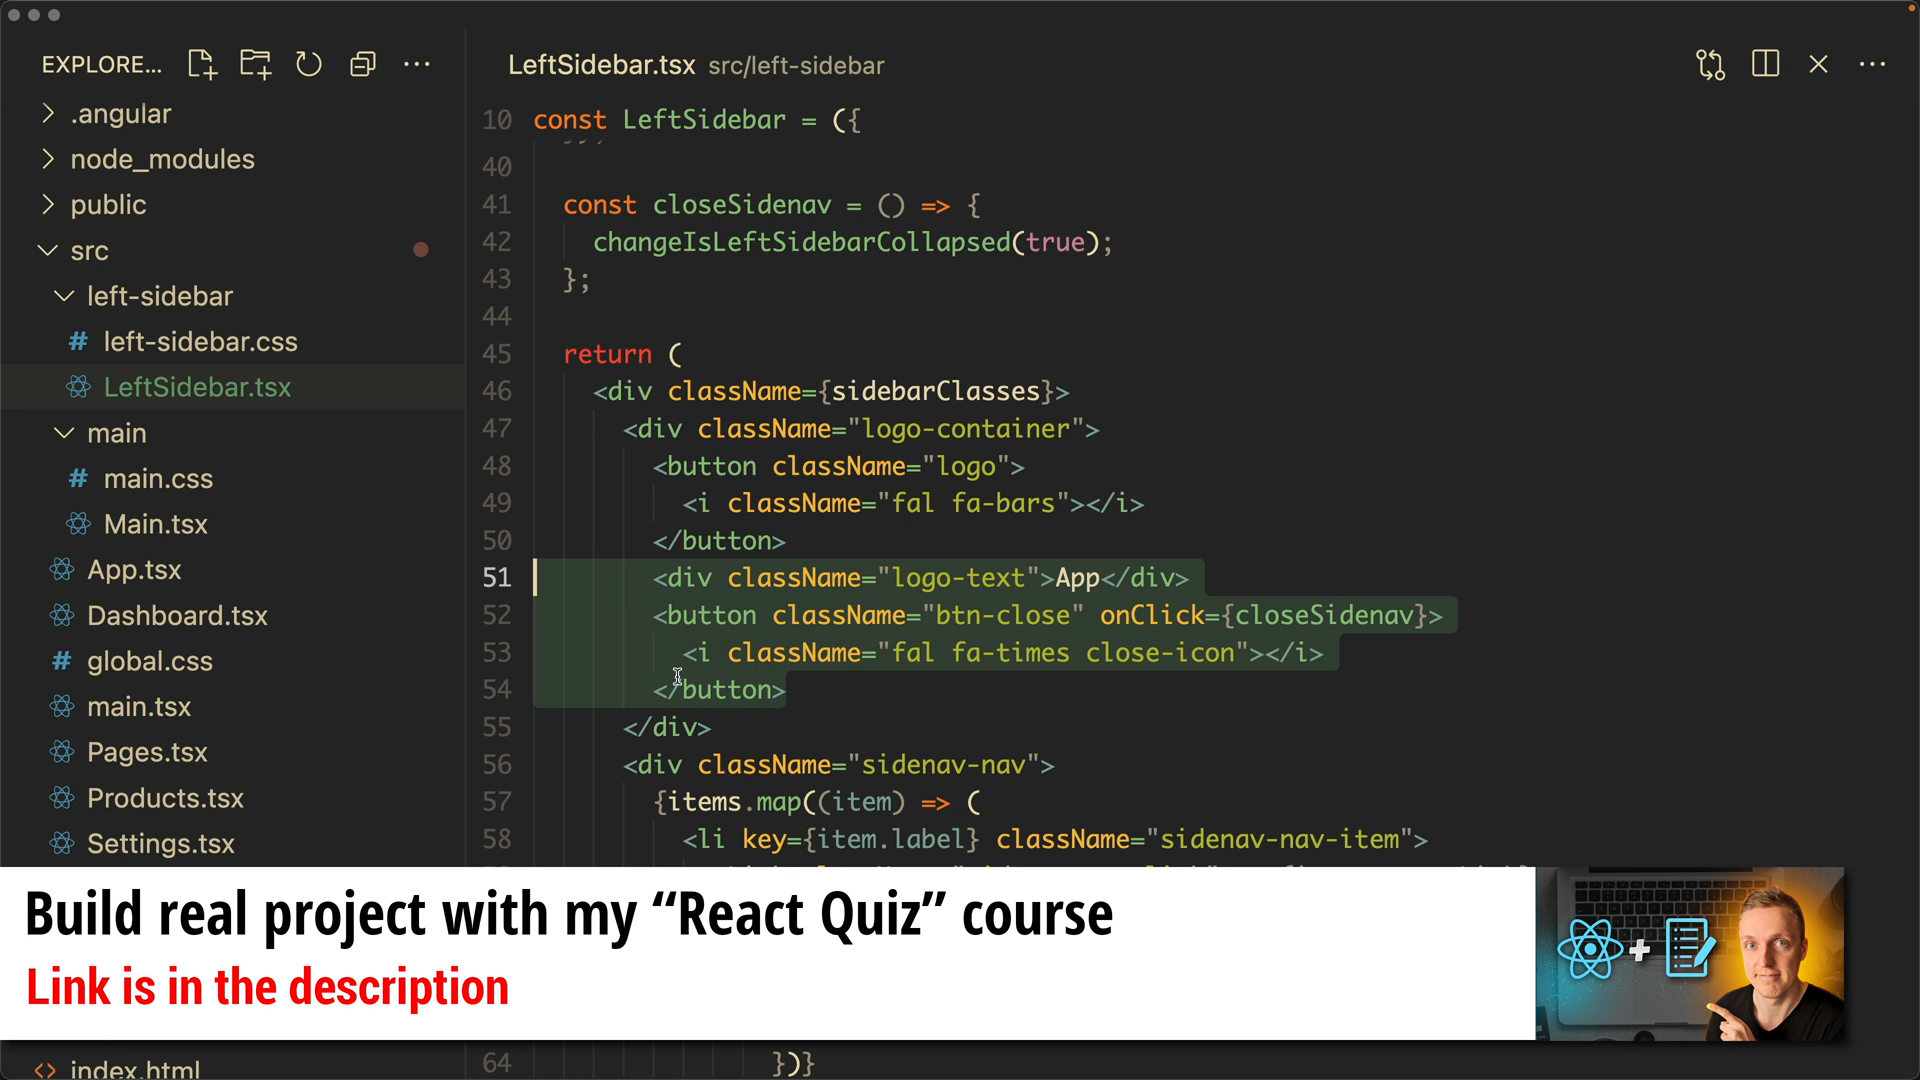 EXPLORE...
.angular
node_modules
public
src
left-sidebar
# left-sidebar.css
LeftSidebar.tsx
main
# main.css
Main.tsx
App.tsx
Dashboard.tsx
# global.css
main.tsx
Pages.tsx
Products.tsx
Settings.tsx
<> index.html
LeftSidebar.tsx src/left-sidebar
10 const LeftSidebar = ({
40
41 const closeSidenav = () => {
42 changeIsLeftSidebarCollapsed(true);
43 };
44
45 return (
46 <div className={sidebarClasses}>
47 <div className="logo-container">
48 <button className="logo">
49 <i className="fal fa-bars"></i>
50 </button>
51 <div className="logo-text">App</div>
52 <button className="btn-close" onClick={closeSidenav}>
53 <i className="fal fa-times close-icon"></i>
54 </button>
55 </div>
56 <div className="sidenav-nav">
57 {items.map((item) => (
58 <li key={item.label} className="sidenav-nav-item">
64 })}
Build real project with my “React Quiz” course
Link is in the description